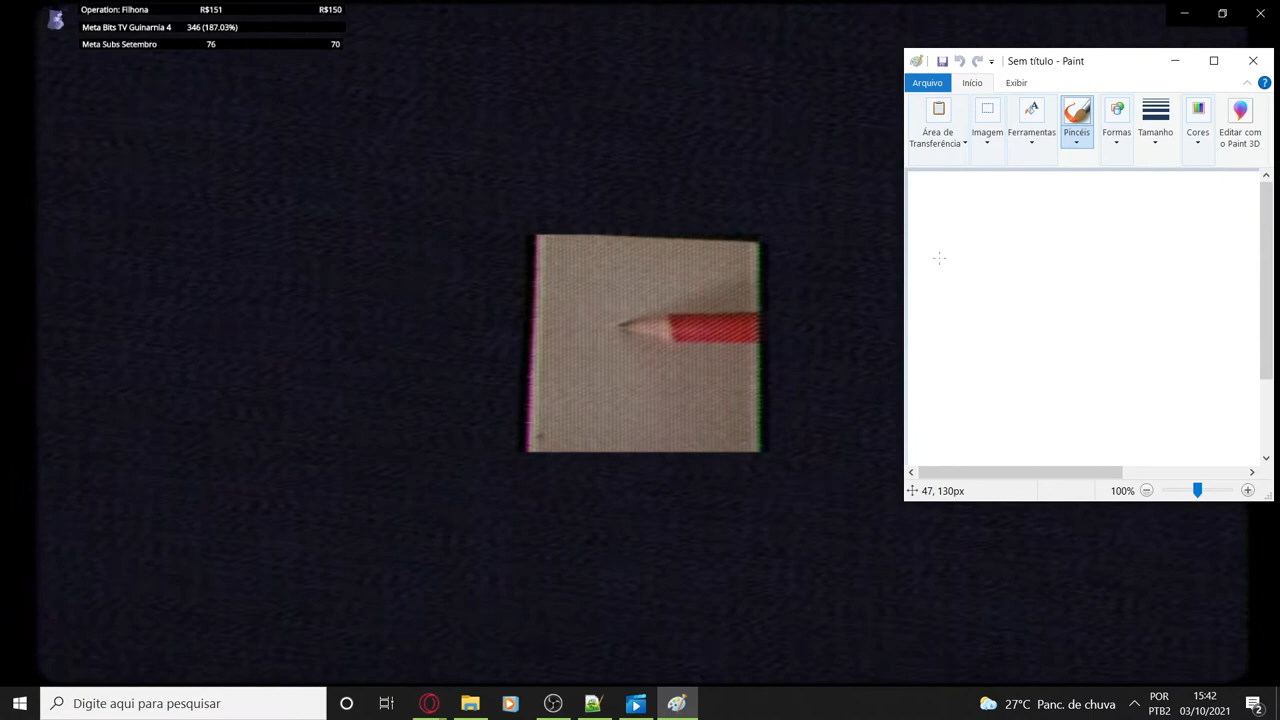 Operation: Filhona R$151 R$150
Meta Bits TV Guinarnia 4 346 (187.03%)
Meta Subs Setembro 76 70
Sem título - Paint
Arquivo Início Exibir
Área de Transferência
Imagem
Ferramentas
Pincéis
Formas
Tamanho
Cores
Editar com o Paint 3D
47, 130px 100%
Digite aqui para pesquisar
27°C Panc. de chuva
POR
PTB2
15:42
03/10/2021
2